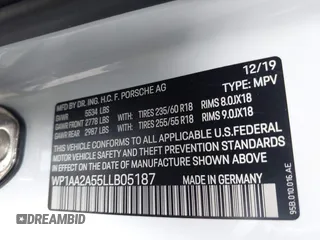 MFD. BY DR. ING. H.C. F. PORSCHE AG 12/19
GVWR 5534 LBS TYPE: MPV
GAWR FRONT 2778 LBS WITH TIRES 235/60 R18 RIMS 8.0JX18
GAWR REAR 2987 LBS WITH TIRES 255/55 R18 RIMS 9.0JX18
THIS VEHICLE CONFORMS TO ALL APPLICABLE U.S. FEDERAL
SAFETY, BUMPER AND THEFT PREVENTION STANDARDS
IN EFFECT ON THE DATE OF MANUFACTURE SHOWN ABOVE
WP1AA2A55LLB05187 MADE IN GERMANY
95B.010.016.AE
DREAMBID